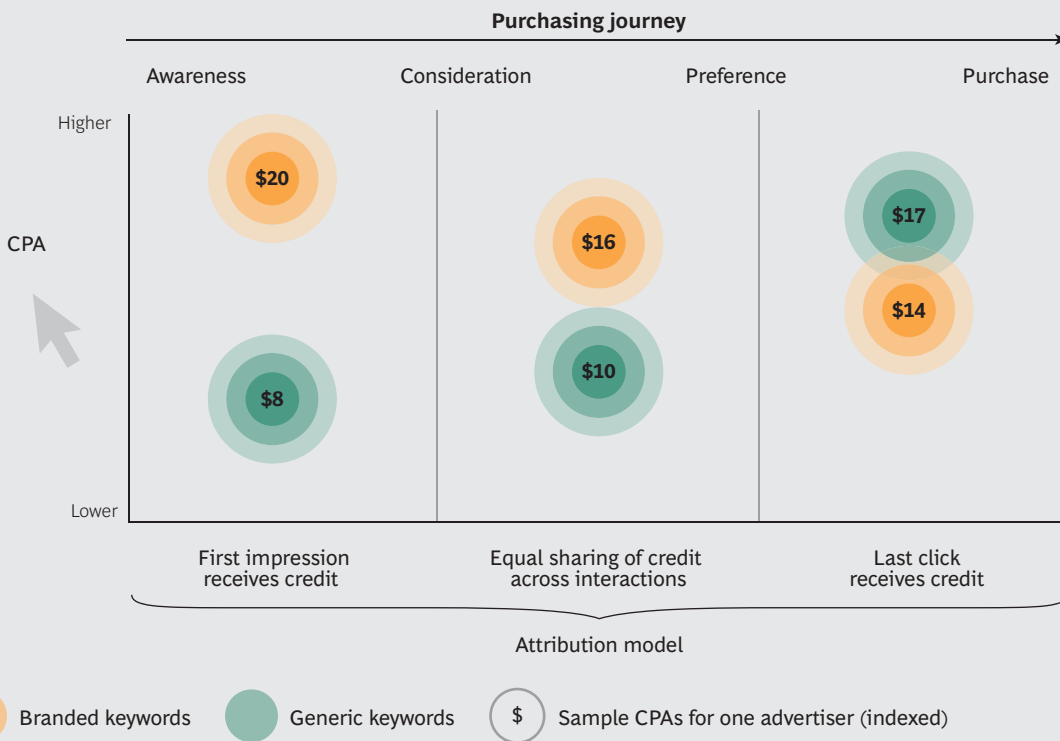 Purchasing journey
Awareness Consideration Preference Purchase
Higher
$20
$17
$16
CPA
$14
$10
$8
Lower
First impression
receives credit
Equal sharing of credit
across interactions
Last click
receives credit
Attribution model
Branded keywords
Generic keywords
$
Sample CPAs for one advertiser (indexed)